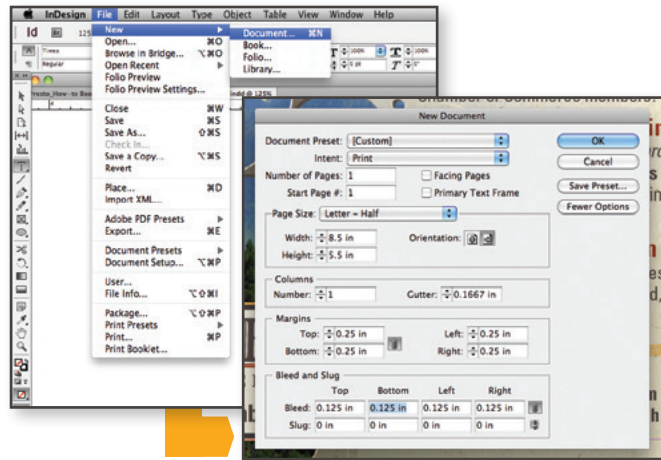 InDesign File Edit Layout Type Object Table View Window Help
Id Br 125
Times
Regular
New
Open... ⌘O
Browse in Bridge... ⌥⌘O
Open Recent
Folio Preview
Folio Preview Settings...
Close ⌘W
Save ⌘S
Save As... ⇧⌘S
Check In...
Save a Copy... ⌥⌘S
Revert
Place... ⌘D
Import XML...
Adobe PDF Presets
Export... ⌘E
Document Presets
Document Setup... ⌥⌘P
User...
File Info... ⌥⇧⌘I
Package... ⌥⇧⌘P
Print Presets
Print... ⌘P
Print Booklet...
Document... ⌘N
Book...
Folio...
Library...
100%
100%
indd @ 125%
Chamber of Commerce members
New Document
Document Preset: [Custom]
Intent: Print
Number of Pages: 1 Facing Pages
Start Page #: 1 Primary Text Frame
OK
Cancel
Save Preset...
Fewer Options
Page Size: Letter - Half
Width: 8.5 in Orientation:
Height: 5.5 in
Columns
Number: 1 Gutter: 0.1667 in
Margins
Top: 0.25 in Left: 0.25 in
Bottom: 0.25 in Right: 0.25 in
Bleed and Slug
Top Bottom Left Right
Bleed: 0.125 in 0.125 in 0.125 in 0.125 in
Slug: 0 in 0 in 0 in 0 in